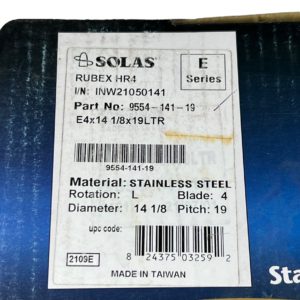 SOLAS
E
Series
RUBEX HR4
I/N: INW21050141
Part No: 9554-141-19
E4x14 1/8x19LTR
9554-141-19
Material: STAINLESS STEEL
Rotation: L Blade: 4
Diameter: 14 1/8 Pitch: 19
upc code:
8 24375 03259 2
2109E
MADE IN TAIWAN
Sta